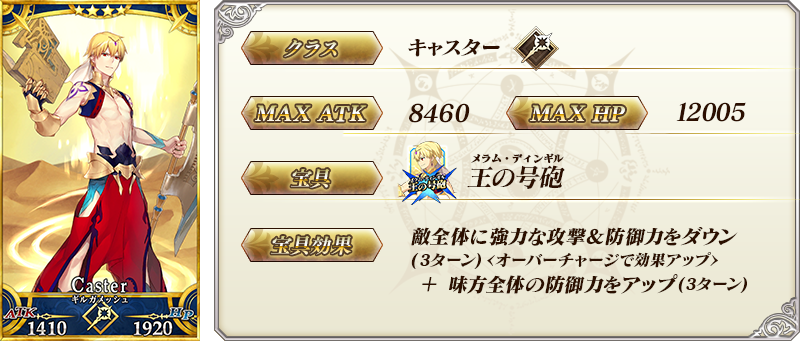 Caster
ギルガメッシュ
ATK
HP
1410
1920
クラス
キャスター
MAX ATK
8460
MAX HP
12005
宝具
メラム・ディンギル
王の号砲
王の号砲
宝具効果
敵全体に強力な攻撃&防御力をダウン
(3ターン)<オーバーチャージで効果アップ>
+ 味方全体の防御力をアップ(3ターン)